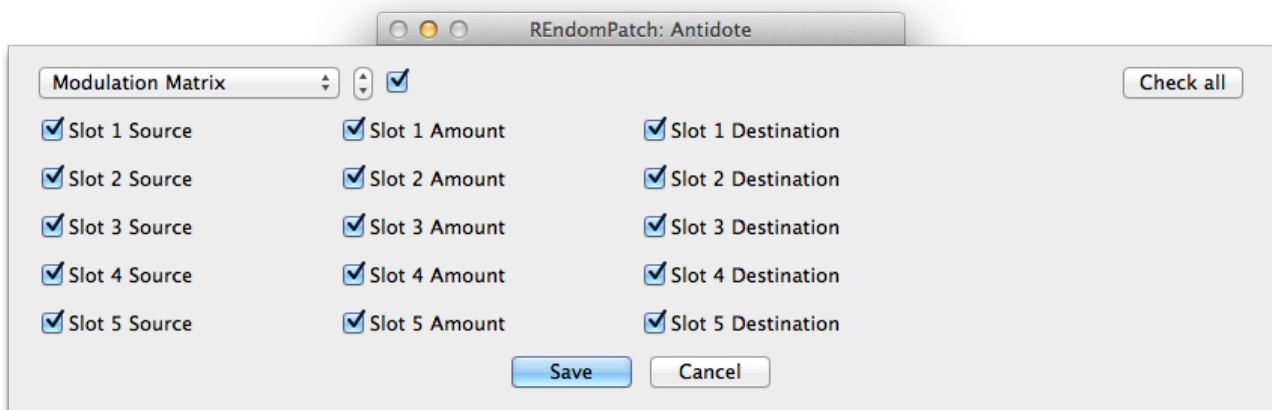 REndomPatch: Antidote
Modulation Matrix Check all
Slot 1 Source Slot 1 Amount Slot 1 Destination
Slot 2 Source Slot 2 Amount Slot 2 Destination
Slot 3 Source Slot 3 Amount Slot 3 Destination
Slot 4 Source Slot 4 Amount Slot 4 Destination
Slot 5 Source Slot 5 Amount Slot 5 Destination
Save Cancel